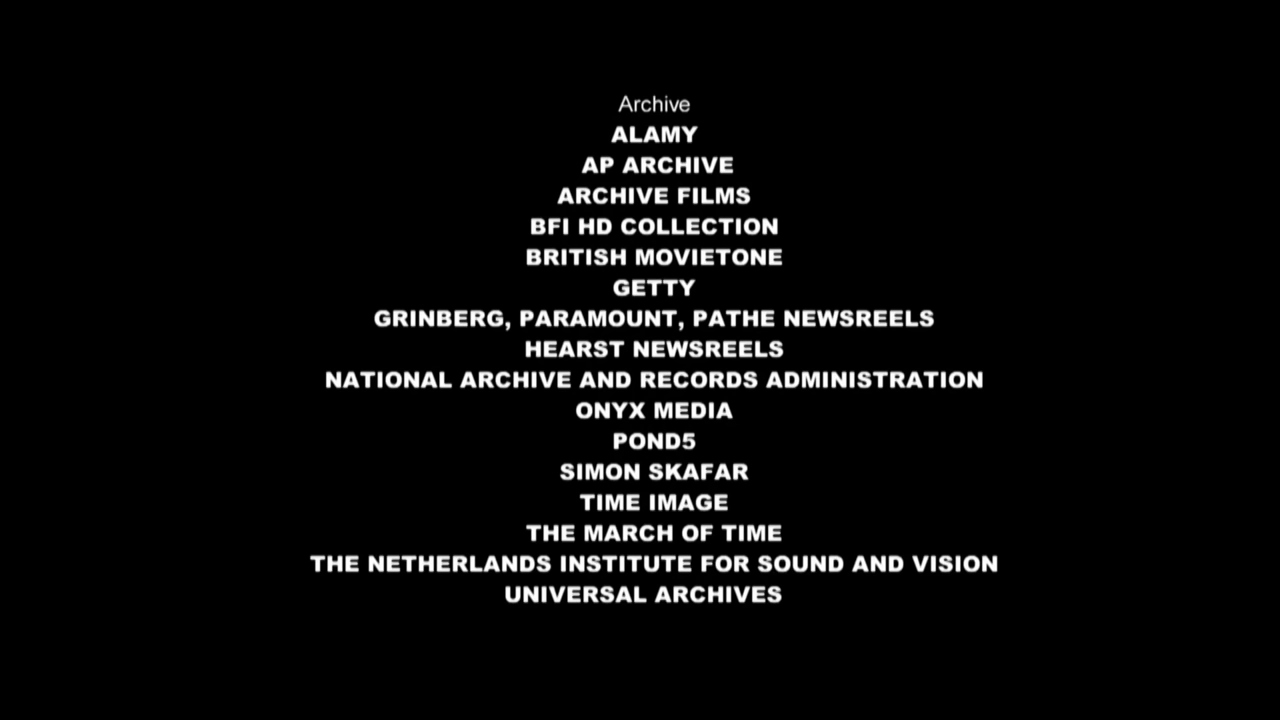 Archive
ALAMY
AP ARCHIVE
ARCHIVE FILMS
BFI HD COLLECTION
BRITISH MOVIETONE
GETTY
GRINBERG, PARAMOUNT, PATHE NEWSREELS
HEARST NEWSREELS
NATIONAL ARCHIVE AND RECORDS ADMINISTRATION
ONYX MEDIA
POND5
SIMON SKAFAR
TIME IMAGE
THE MARCH OF TIME
THE NETHERLANDS INSTITUTE FOR SOUND AND VISION
UNIVERSAL ARCHIVES